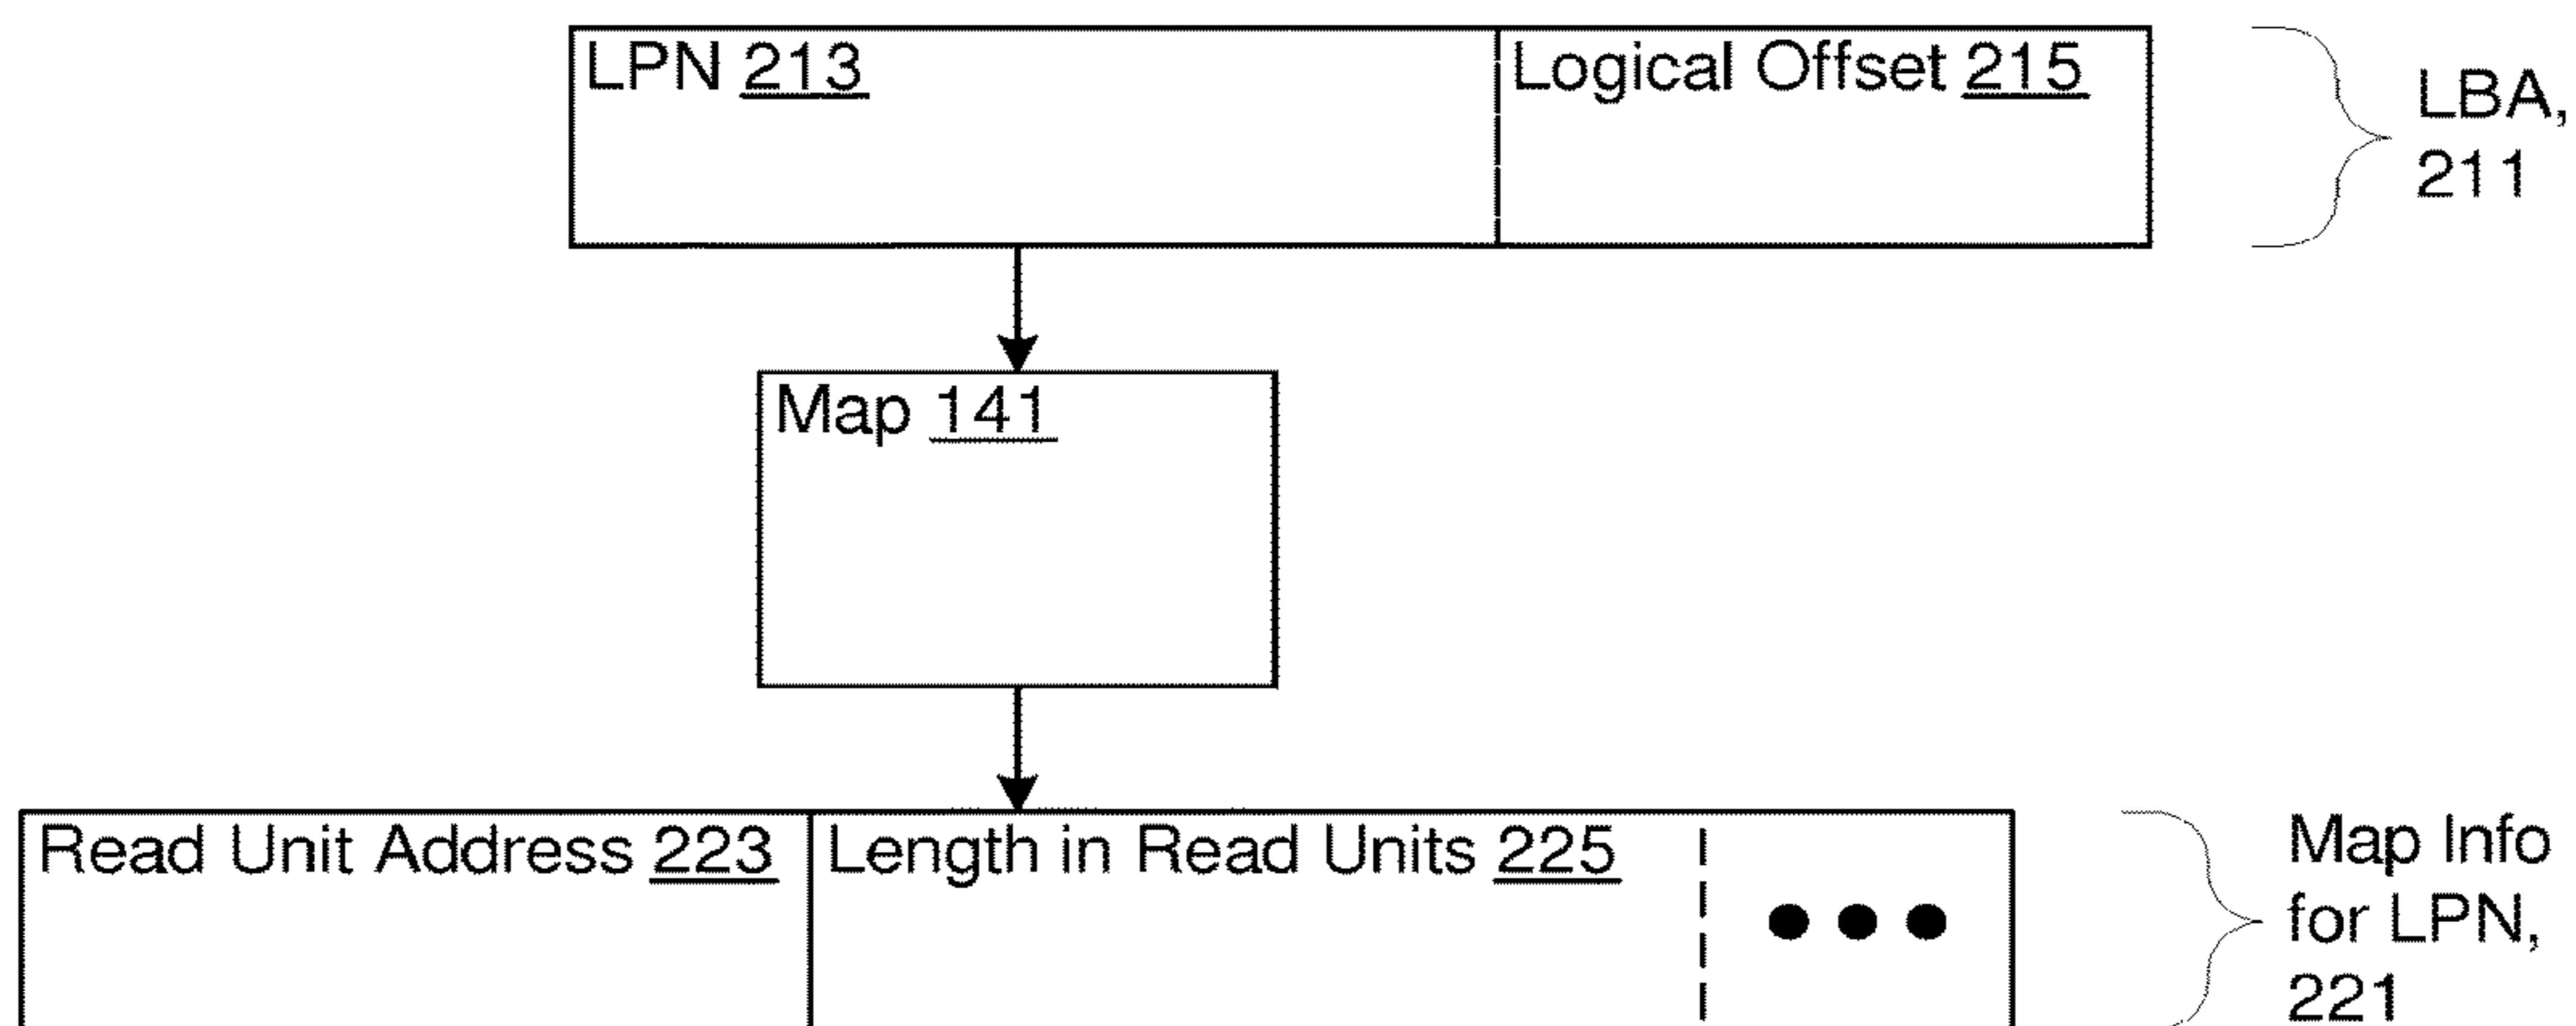 LPN 213
Logical Offset 215
LBA,
211
Map 141
Read Unit Address 223
Length in Read Units 225
Map Info
for LPN,
221